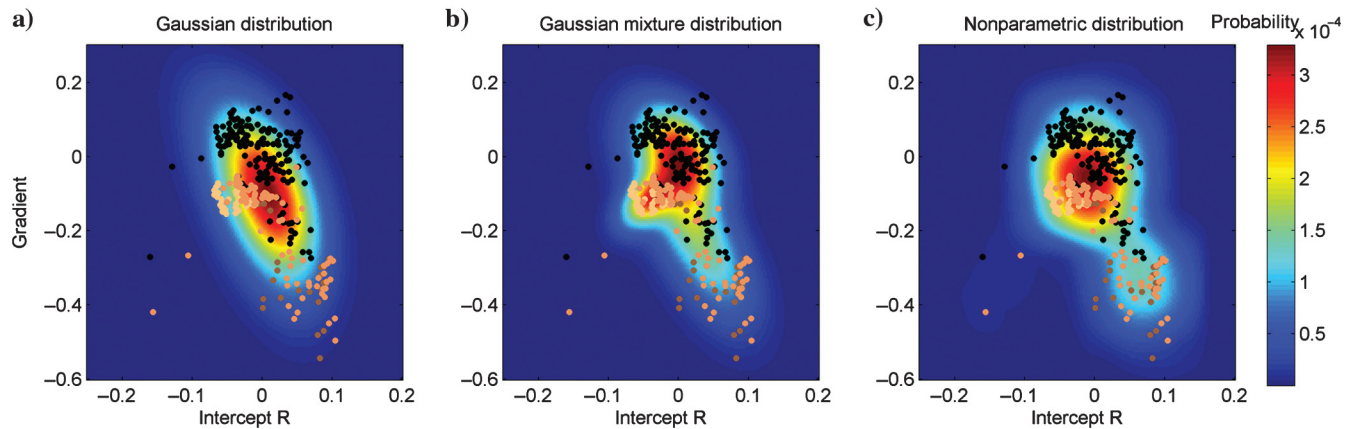 a) Gaussian distribution
b) Gaussian mixture distribution
c) Nonparametric distribution
Probability
× 10⁻⁴
Gradient
0.2
0
−0.2
−0.4
−0.6
−0.2 −0.1 0 0.1 0.2
Intercept R
0.2
0
−0.2
−0.4
−0.6
−0.2 −0.1 0 0.1 0.2
Intercept R
0.2
0
−0.2
−0.4
−0.6
−0.2 −0.1 0 0.1 0.2
Intercept R
3
2.5
2
1.5
1
0.5